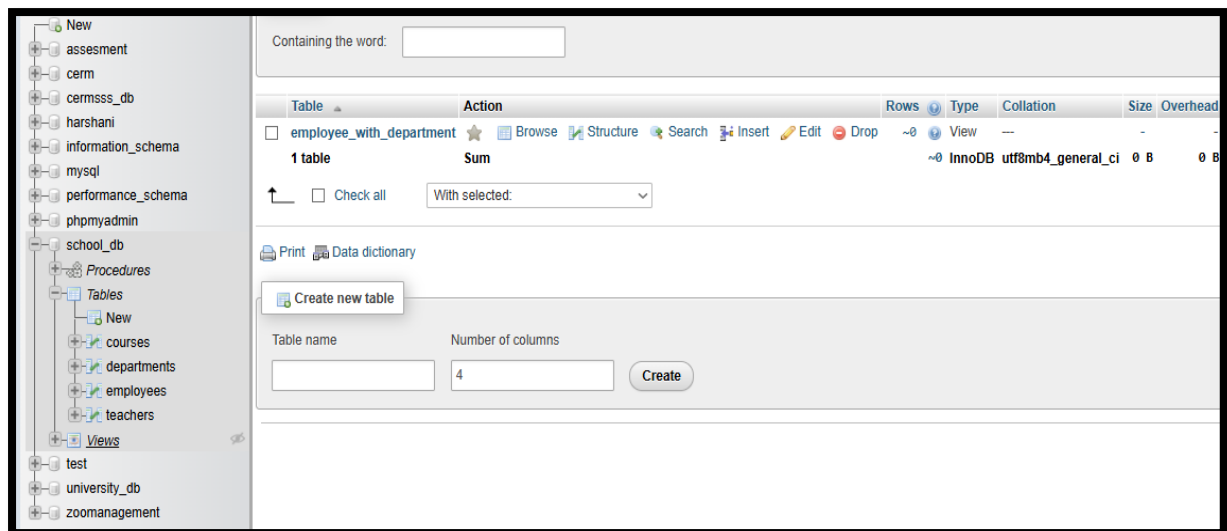 New
assesment
cerm
cermsss_db
harshani
information_schema
mysql
performance_schema
phpmyadmin
school_db
Procedures
Tables
New
courses
departments
employees
teachers
Views
test
university_db
zoomanagement
Containing the word:
Table Action Rows Type Collation Size Overhead
employee_with_department Browse Structure Search Insert Edit Drop ~0 View --- - -
1 table Sum ~0 InnoDB utf8mb4_general_ci 0 B 0 B
Check all With selected:
Print Data dictionary
Create new table
Table name Number of columns
4 Create